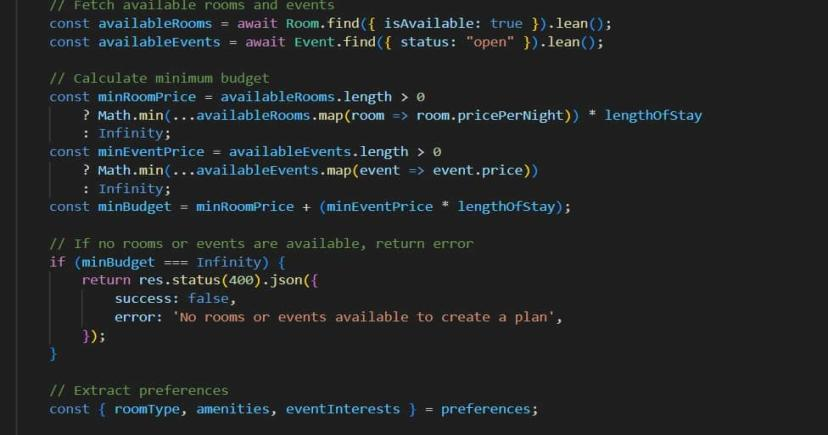 // Fetch available rooms and events
const availableRooms = await Room.find({ isAvailable: true }).lean();
const availableEvents = await Event.find({ status: "open" }).lean();
// Calculate minimum budget
const minRoomPrice = availableRooms.length > 0
? Math.min(...availableRooms.map(room => room.pricePerNight)) * lengthOfStay
: Infinity;
const minEventPrice = availableEvents.length > 0
? Math.min(...availableEvents.map(event => event.price))
: Infinity;
const minBudget = minRoomPrice + (minEventPrice * lengthOfStay);
// If no rooms or events are available, return error
if (minBudget === Infinity) {
return res.status(400).json({
success: false,
error: 'No rooms or events available to create a plan',
});
}
// Extract preferences
const { roomType, amenities, eventInterests } = preferences;